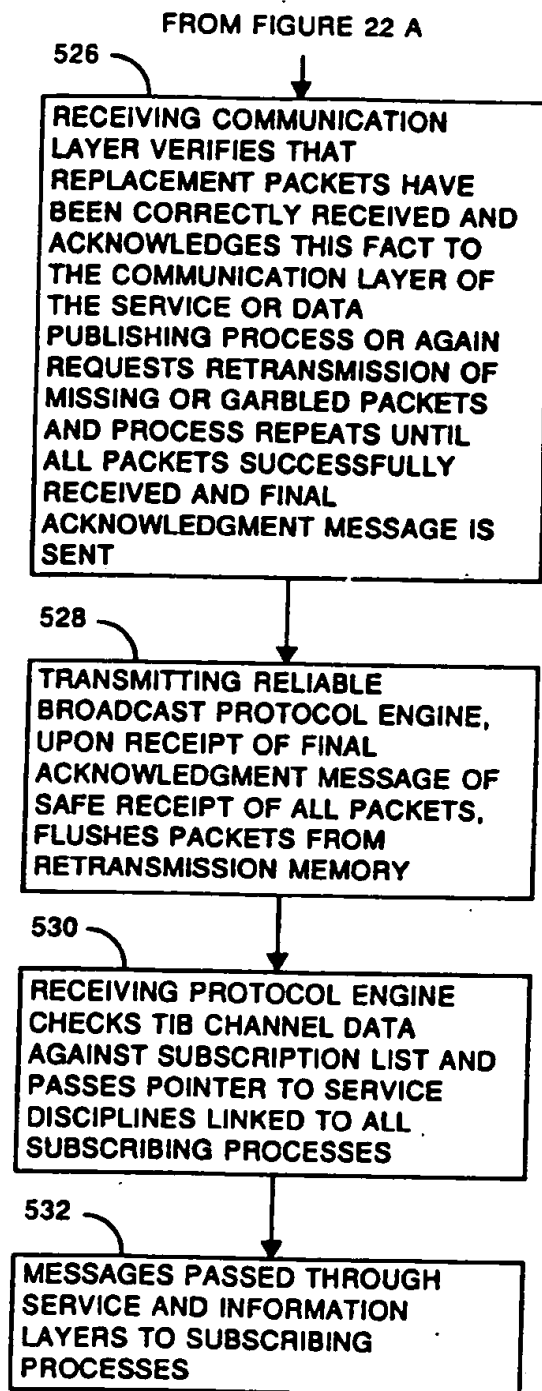 FROM FIGURE 22 A
526
RECEIVING COMMUNICATION
LAYER VERIFIES THAT
REPLACEMENT PACKETS HAVE
BEEN CORRECTLY RECEIVED AND
ACKNOWLEDGES THIS FACT TO
THE COMMUNICATION LAYER OF
THE SERVICE OR DATA
PUBLISHING PROCESS OR AGAIN
REQUESTS RETRANSMISSION OF
MISSING OR GARBLED PACKETS
AND PROCESS REPEATS UNTIL
ALL PACKETS SUCCESSFULLY
RECEIVED AND FINAL
ACKNOWLEDGMENT MESSAGE IS
SENT
528
TRANSMITTING RELIABLE
BROADCAST PROTOCOL ENGINE,
UPON RECEIPT OF FINAL
ACKNOWLEDGMENT MESSAGE OF
SAFE RECEIPT OF ALL PACKETS,
FLUSHES PACKETS FROM
RETRANSMISSION MEMORY
530
RECEIVING PROTOCOL ENGINE
CHECKS TIB CHANNEL DATA
AGAINST SUBSCRIPTION LIST AND
PASSES POINTER TO SERVICE
DISCIPLINES LINKED TO ALL
SUBSCRIBING PROCESSES
532
MESSAGES PASSED THROUGH
SERVICE AND INFORMATION
LAYERS TO SUBSCRIBING
PROCESSES